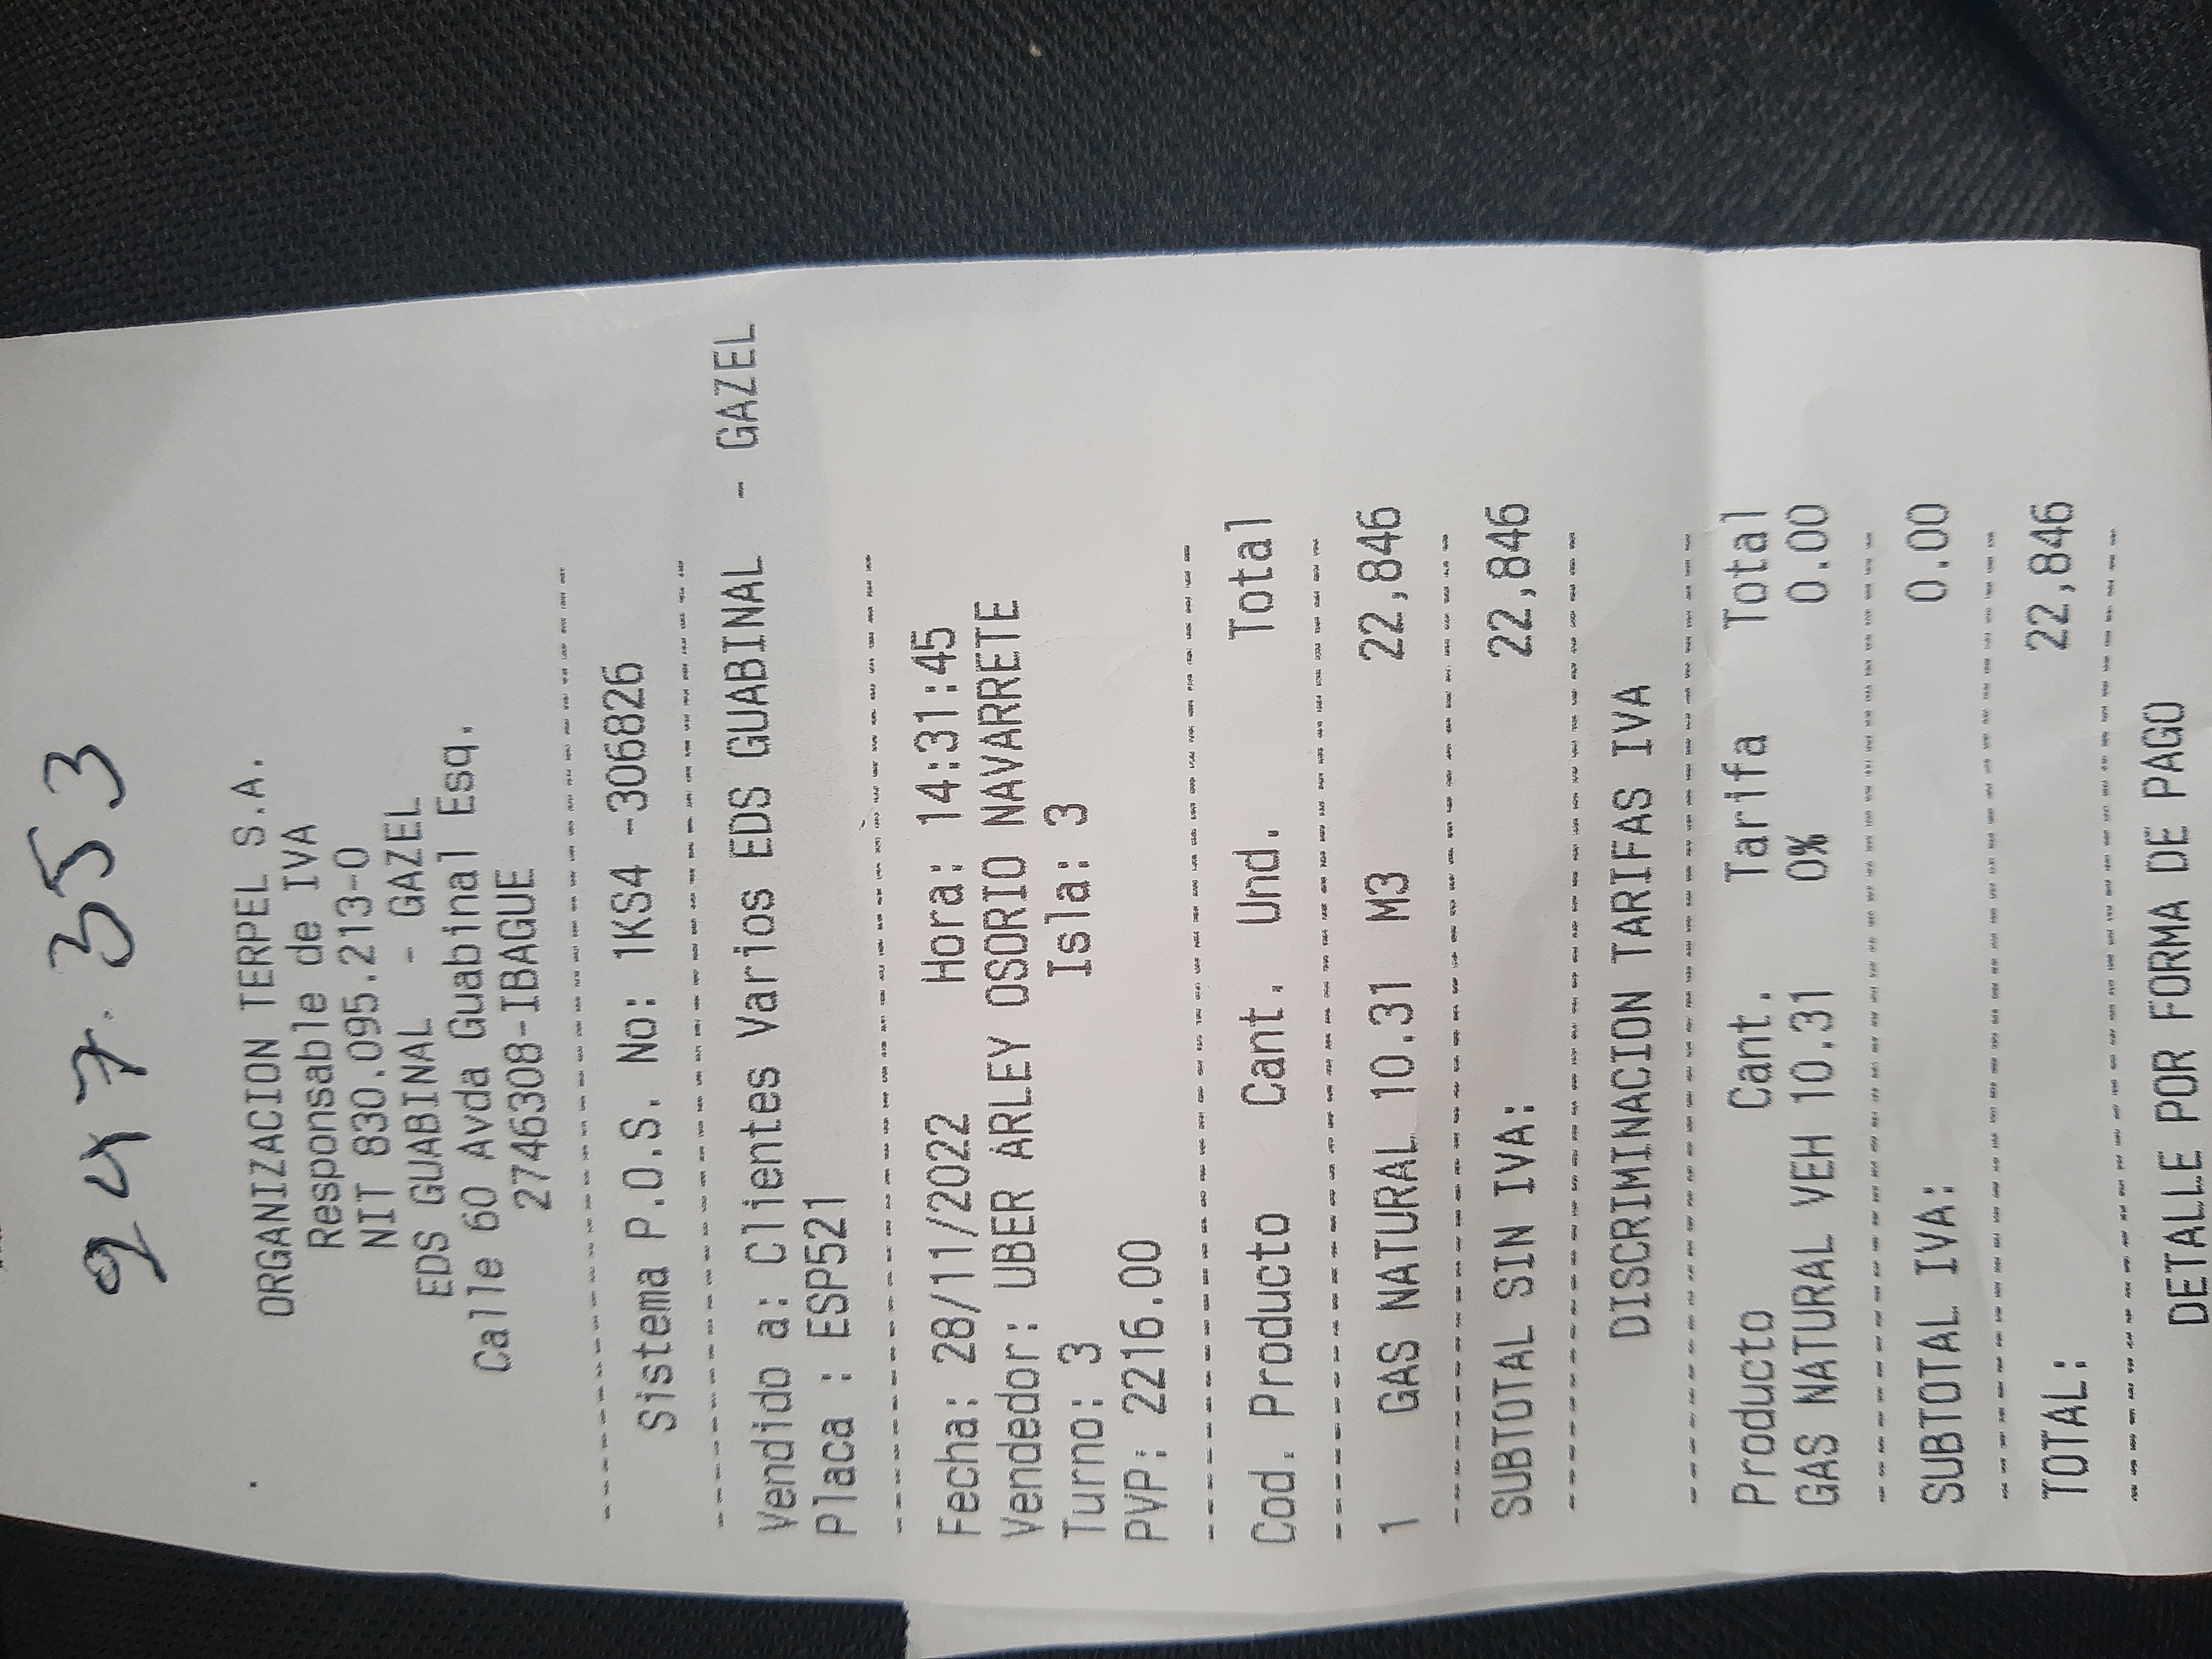 247.353
ORGANIZACION TERPEL S.A.
Responsable de IVA
NIT 830.095.213-0
EDS GUABINAL - GAZEL
Calle 60 Avda Guabinal Esq.
2746308-IBAGUE
Sistema P.O.S. No: 1KS4 -306826
Vendido a: Clientes Varios EDS GUABINAL - GAZEL
Placa : ESP521
Fecha: 28/11/2022 Hora: 14:31:45
Vendedor: UBER ARLEY OSORIO NAVARRETE
Turno: 3 Isla: 3
PVP: 2216.00
Cod. Producto Cant. Und. Total
1 GAS NATURAL 10.31 M3 22,846
SUBTOTAL SIN IVA: 22,846
DISCRIMINACION TARIFAS IVA
Producto Cant. Tarifa Total
GAS NATURAL VEH 10.31 0% 0.00
SUBTOTAL IVA: 0.00
TOTAL: 22,846
DETALLE POR FORMA DE PAGO